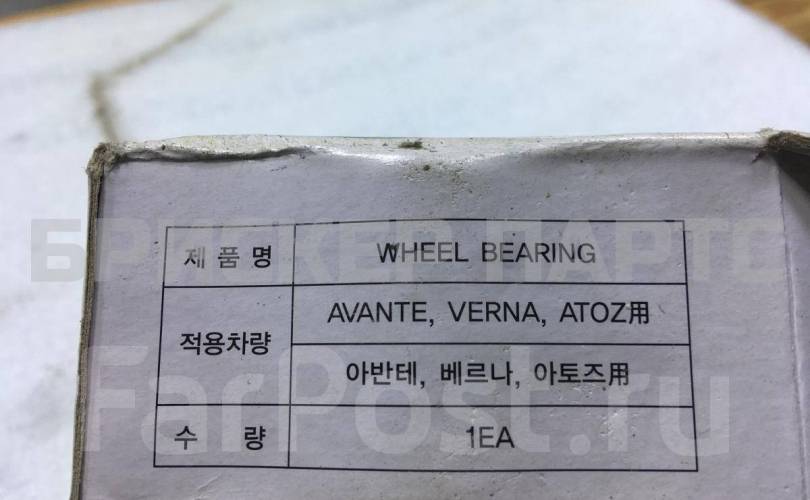 제 품 명 WHEEL BEARING
적용차량 AVANTE, VERNA, ATOZ用
아반테, 베르나, 아토즈用
수 량 1EA
БРИСКЕР ПАРТС
FarPost.ru